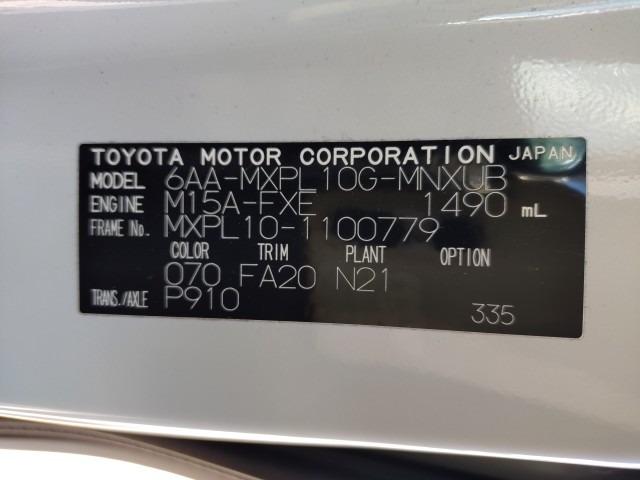 TOYOTA MOTOR CORPORATION JAPAN
MODEL 6AA-MXPL10G-MNXUB
ENGINE M15A-FXE 1490 mL
FRAME No. MXPL10-1100779
COLOR TRIM PLANT OPTION
070 FA20 N21
TRANS./AXLE P910
335